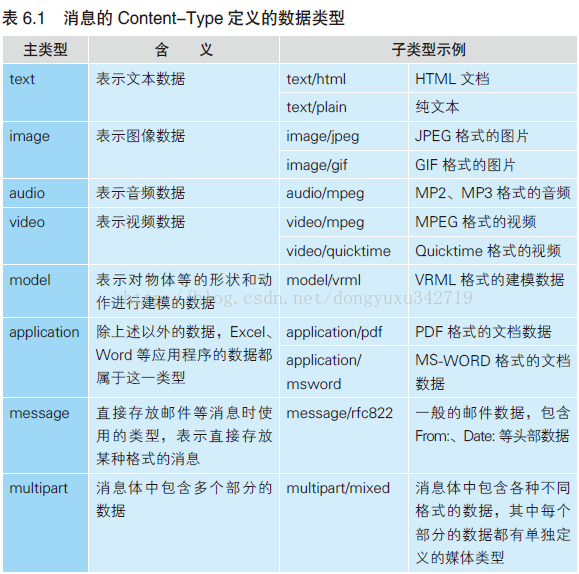 表 6.1 消息的 Content-Type 定义的数据类型
主类型 含 义 子类型示例
text 表示文本数据 text/html HTML 文档
text/plain 纯文本
image 表示图像数据 image/jpeg JPEG 格式的图片
image/gif GIF 格式的图片
audio 表示音频数据 audio/mpeg MP2、MP3 格式的音频
video 表示视频数据 video/mpeg MPEG 格式的视频
video/quicktime Quicktime 格式的视频
model 表示对物体等的形状和动 model/vrml VRML 格式的建模数据
作进行建模的数据
http://blog.csdn.net/dongyuxu342719
application 除上述以外的数据，Excel、 application/pdf PDF 格式的文档数据
Word 等应用程序的数据都 application/ MS-WORD 格式的文档
属于这一类型 msword 数据
message 直接存放邮件等消息时使 message/rfc822 一般的邮件数据，包含
用的类型，表示直接存放 From:、Date: 等头部数据
某种格式的消息
multipart 消息体中包含多个部分的 multipart/mixed 消息体中包含各种不同
数据 格式的数据，其中每个
部分的数据都有单独定
义的媒体类型